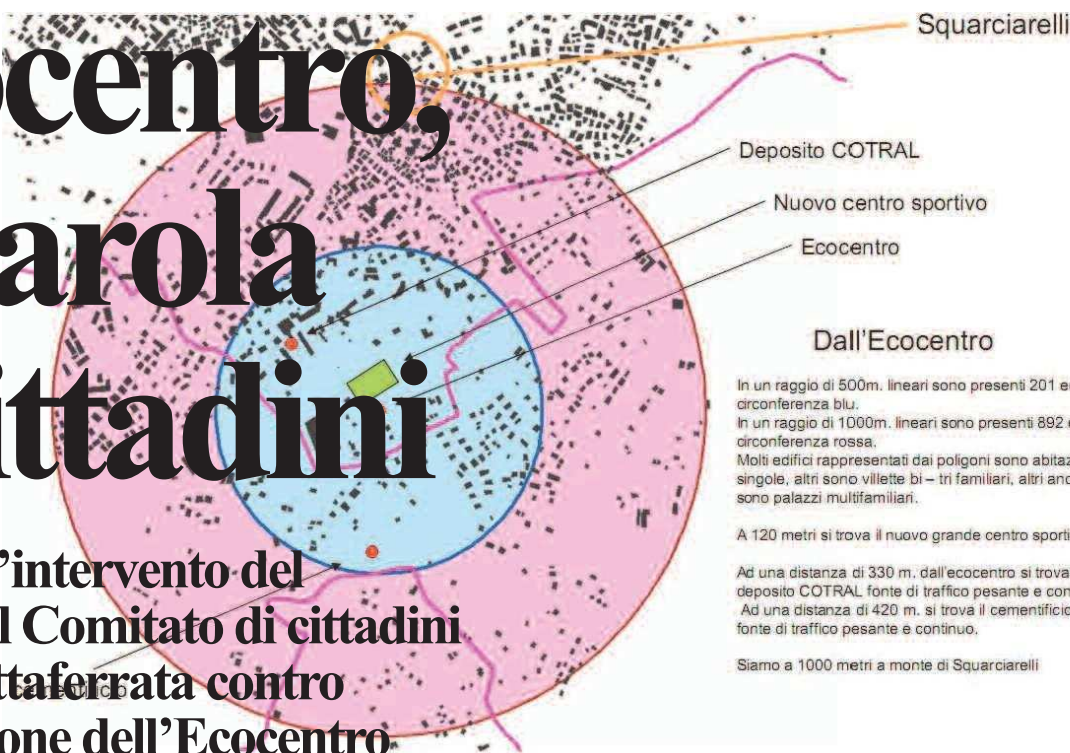 ocentro,
arola
ittadini
l'intervento del
l Comitato di cittadini
ttaferrata contro
one dell'Ecocentro
Squarciarelli
Deposito COTRAL
Nuovo centro sportivo
Ecocentro
Dall'Ecocentro
In un raggio di 500m. lineari sono presenti 201 e
circonferenza blu.
In un raggio di 1000m. lineari sono presenti 892
circonferenza rossa.
Molti edifici rappresentati dai poligoni sono abitaz
singole, altri sono villette bi – tri familiari, altri anc
sono palazzi multifamiliari.
A 120 metri si trova il nuovo grande centro sporti
Ad una distanza di 330 m. dall'ecocentro si trova
deposito COTRAL fonte di traffico pesante e con
Ad una distanza di 420 m. si trova il cementificio
fonte di traffico pesante e continuo.
Siamo a 1000 metri a monte di Squarciarelli